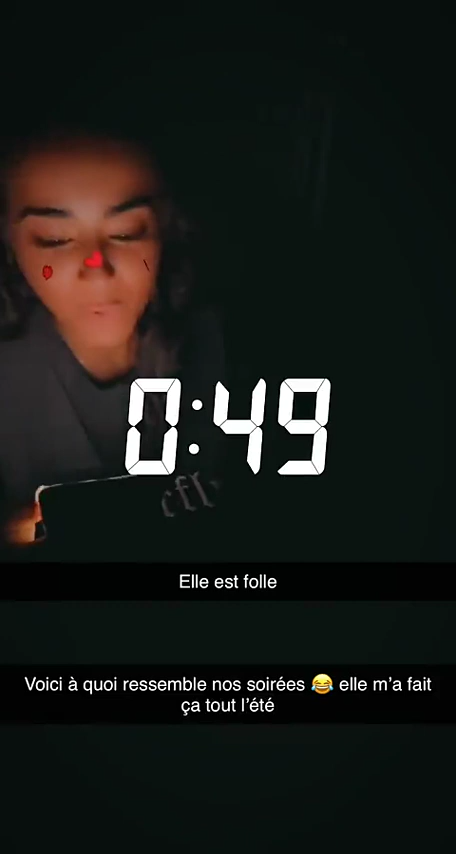 0:49
Elle est folle
Voici à quoi ressemble nos soirées 😂 elle m'a fait
ça tout l'été